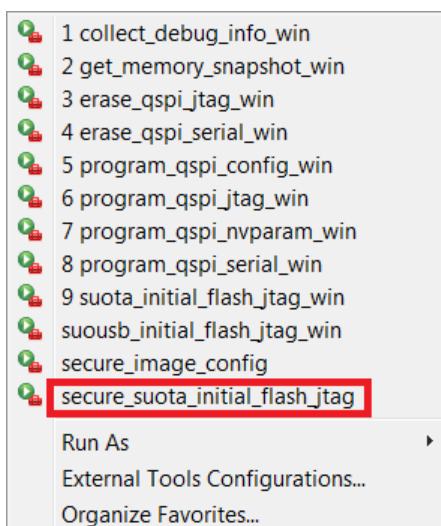 1 collect_debug_info_win
2 get_memory_snapshot_win
3 erase_qspi_jtag_win
4 erase_qspi_serial_win
5 program_qspi_config_win
6 program_qspi_jtag_win
7 program_qspi_nvparam_win
8 program_qspi_serial_win
9 suota_initial_flash_jtag_win
suousb_initial_flash_jtag_win
secure_image_config
secure_suota_initial_flash_jtag
Run As
External Tools Configurations...
Organize Favorites...